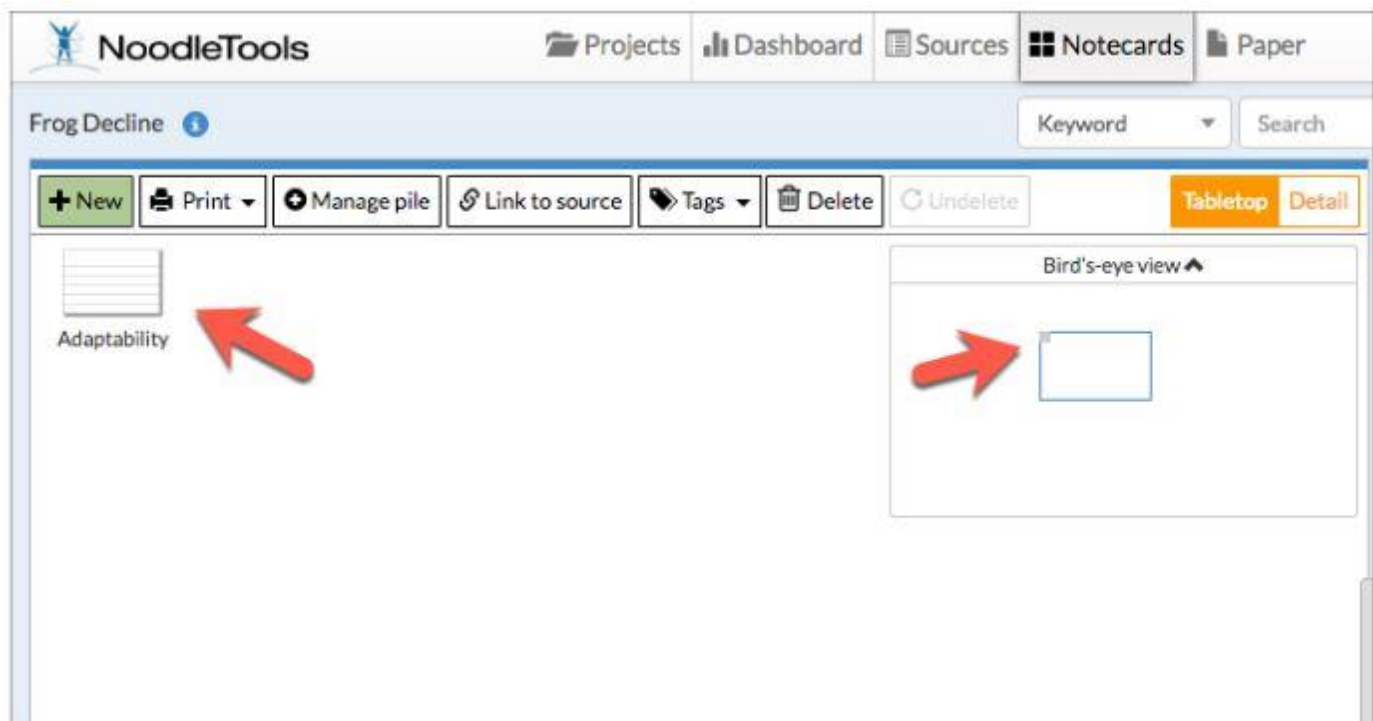 NoodleTools Projects Dashboard Sources Notecards Paper
Frog Decline Keyword Search
New Print Manage pile Link to source Tags Delete Undelete Tabletop Detail
Bird's-eye view
Adaptability